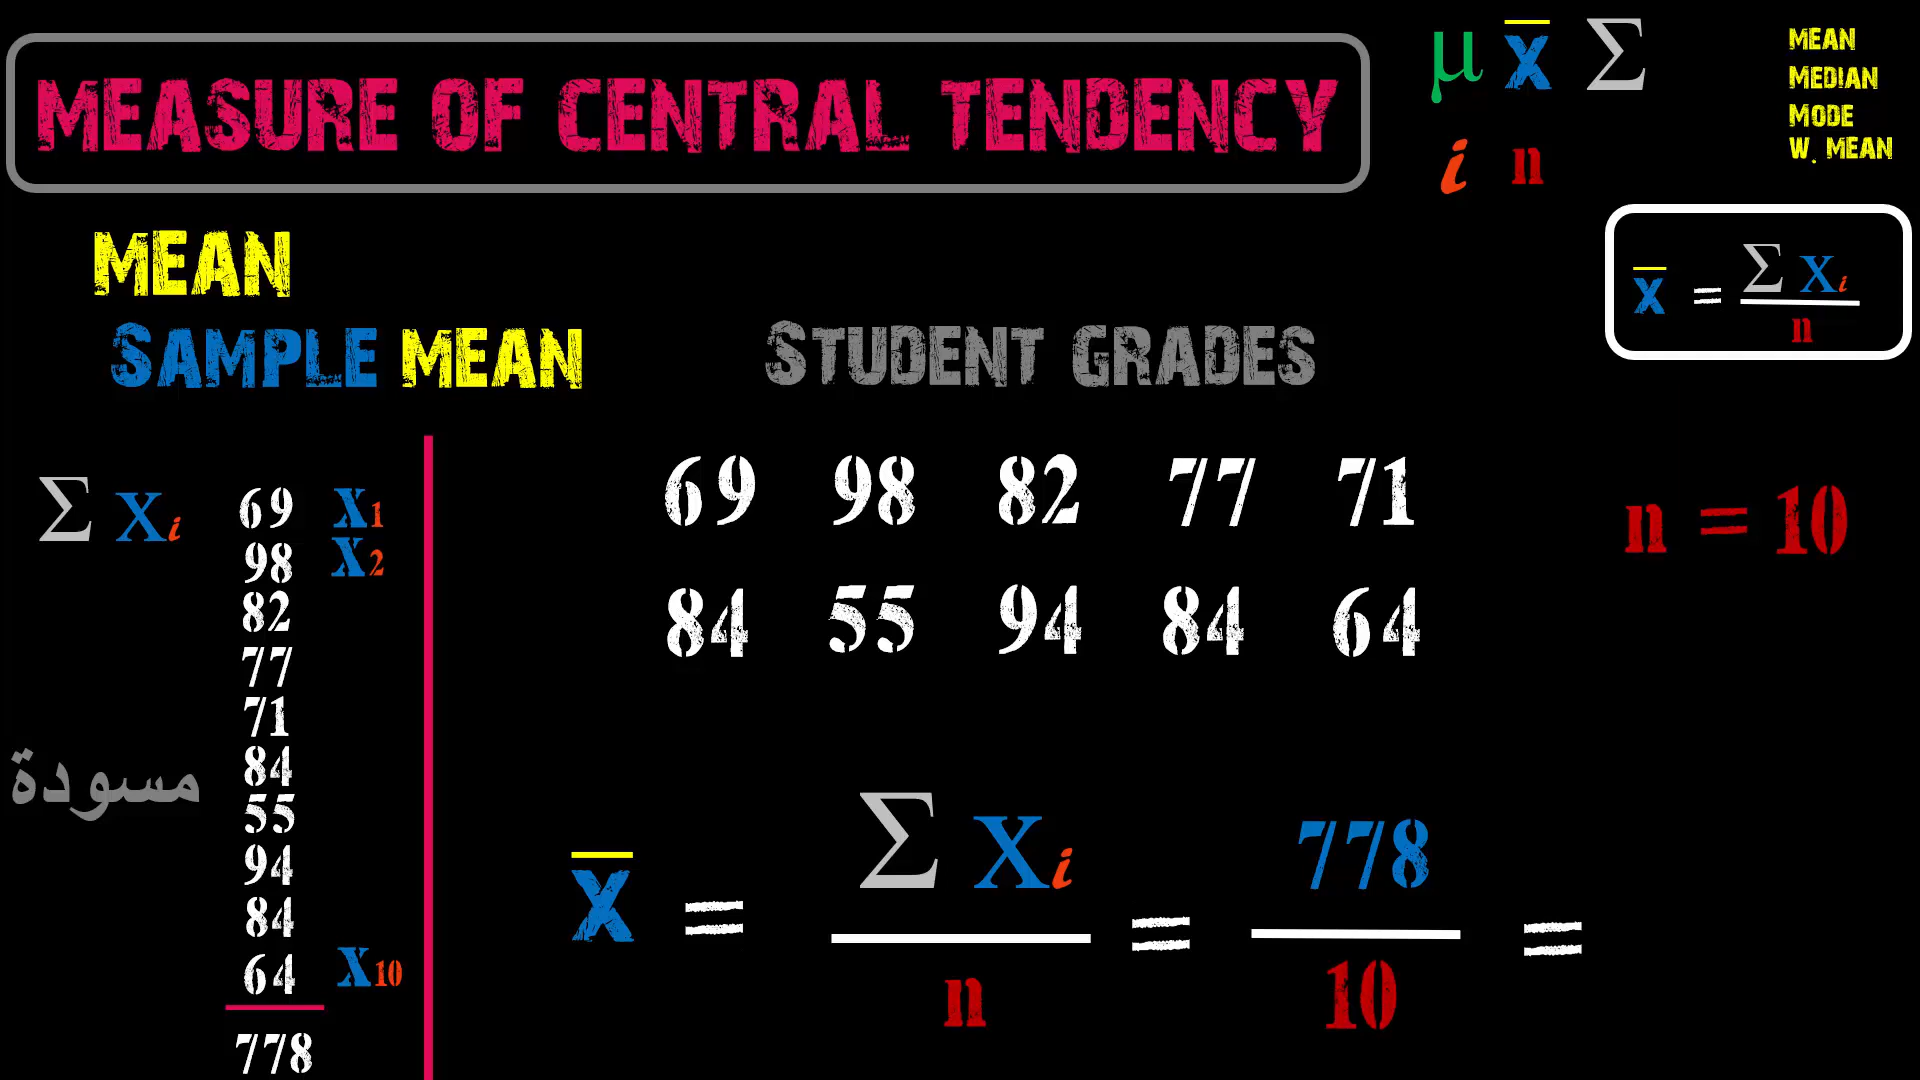 MEASURE OF CENTRAL TENDENCY
μ x̅ Σ
i n
MEAN
MEDIAN
MODE
W. MEAN
x̅ = Σ Xi / n
MEAN
SAMPLE MEAN
STUDENT GRADES
Σ Xi
69 X1
98 X2
82
77
71
84
55
94
84
64 X10
778
مسودة
69 98 82 77 71
84 55 94 84 64
n = 10
x̅ = Σ Xi / n = 778 / 10 =